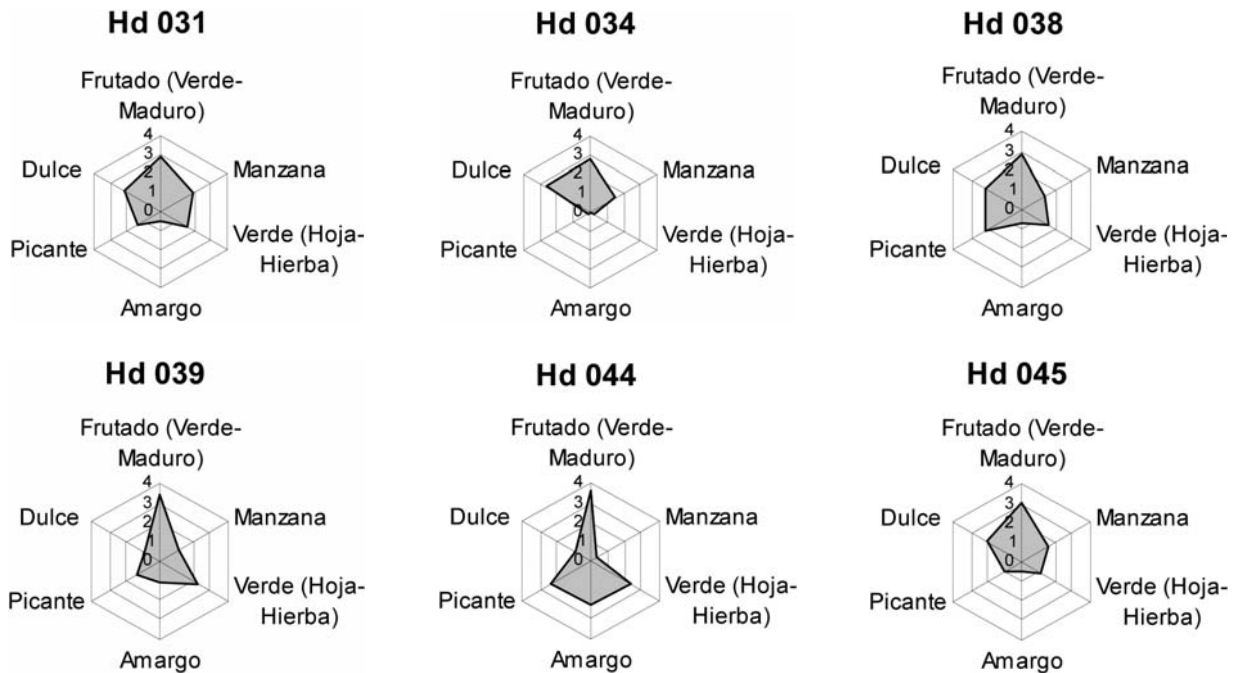 Hd 031
Frutado (Verde-
Maduro)
4
3
2
1
0
Dulce
Manzana
Picante
Verde (Hoja-
Hierba)
Amargo
Hd 034
Frutado (Verde-
Maduro)
4
3
2
1
0
Dulce
Manzana
Picante
Verde (Hoja-
Hierba)
Amargo
Hd 038
Frutado (Verde-
Maduro)
4
3
2
1
0
Dulce
Manzana
Picante
Verde (Hoja-
Hierba)
Amargo
Hd 039
Frutado (Verde-
Maduro)
4
3
2
1
0
Dulce
Manzana
Picante
Verde (Hoja-
Hierba)
Amargo
Hd 044
Frutado (Verde-
Maduro)
4
3
2
1
0
Dulce
Manzana
Picante
Verde (Hoja-
Hierba)
Amargo
Hd 045
Frutado (Verde-
Maduro)
4
3
2
1
0
Dulce
Manzana
Picante
Verde (Hoja-
Hierba)
Amargo